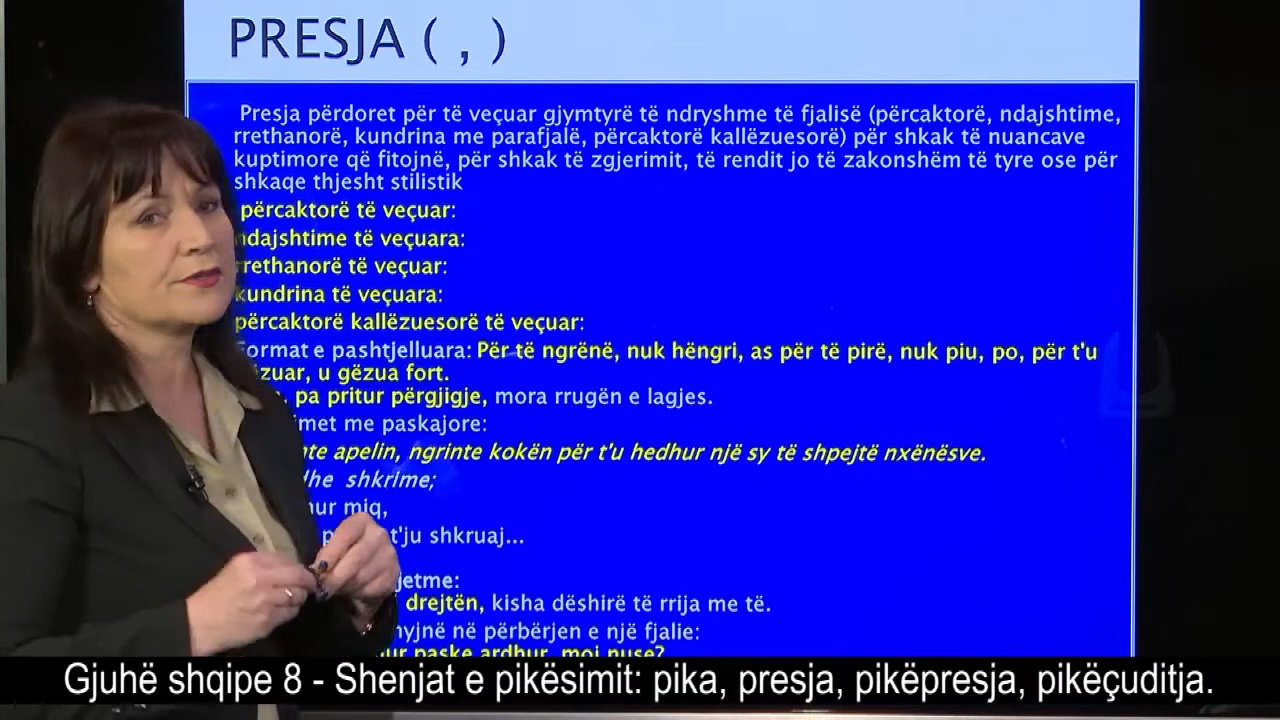 PRESJA ( , )
Presja përdoret për të veçuar gjymtyrë të ndryshme të fjalisë (përcaktorë, ndajshtime,
rrethanorë, kundrina me parafjalë, përcaktorë kallëzuesorë) për shkak të nuancave
kuptimore që fitojnë, për shkak të zgjerimit, të rendit jo të zakonshëm të tyre ose për
shkaqe thjesht stilistik
përcaktorë të veçuar:
ndajshtime të veçuara:
rrethanorë të veçuar:
kundrina të veçuara:
përcaktorë kallëzuesorë të veçuar:
Format e pashtjelluara: Për të ngrënë, nuk hëngri, as për të pirë, nuk piu, po, për t'u
gëzuar, u gëzua fort.
, pa pritur përgjigje, mora rrugën e lagjes.
me paskajore:
apelin, ngrinte kokën për t'u hedhur një sy të shpejtë nxënësve.
dhe shkrime;
miq,
t'ju shkruaj...
drejtën, kisha dëshirë të rrija me të.
hyjnë në përbërjen e një fjalie:
paske ardhur, moj nuse?
Gjuhë shqipe 8 - Shenjat e pikësimit: pika, presja, pikëpresja, pikëçuditja.